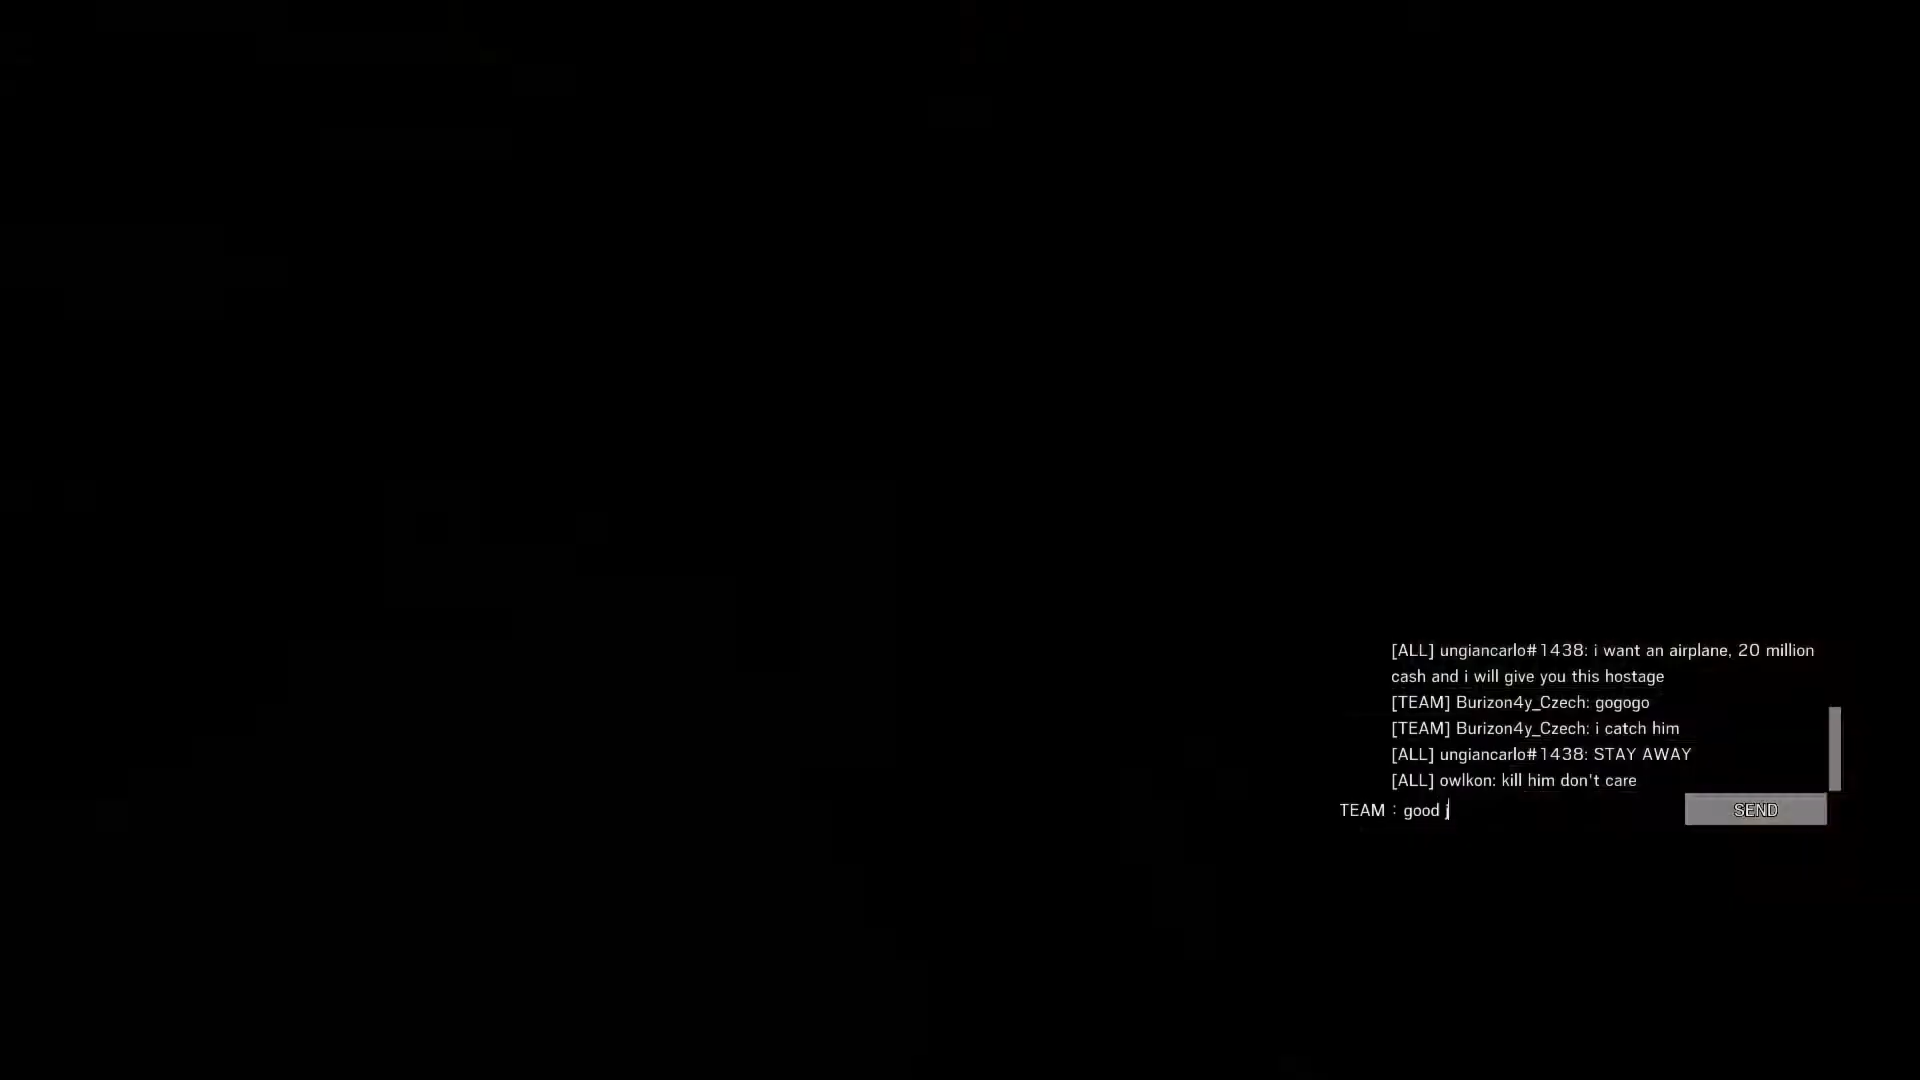 [ALL] ungiancarlo#1438: i want an airplane, 20 million
cash and i will give you this hostage
[TEAM] Burizon4y_Czech: gogogo
[TEAM] Burizon4y_Czech: i catch him
[ALL] ungiancarlo#1438: STAY AWAY
[ALL] owlkon: kill him don't care
TEAM : good j SEND